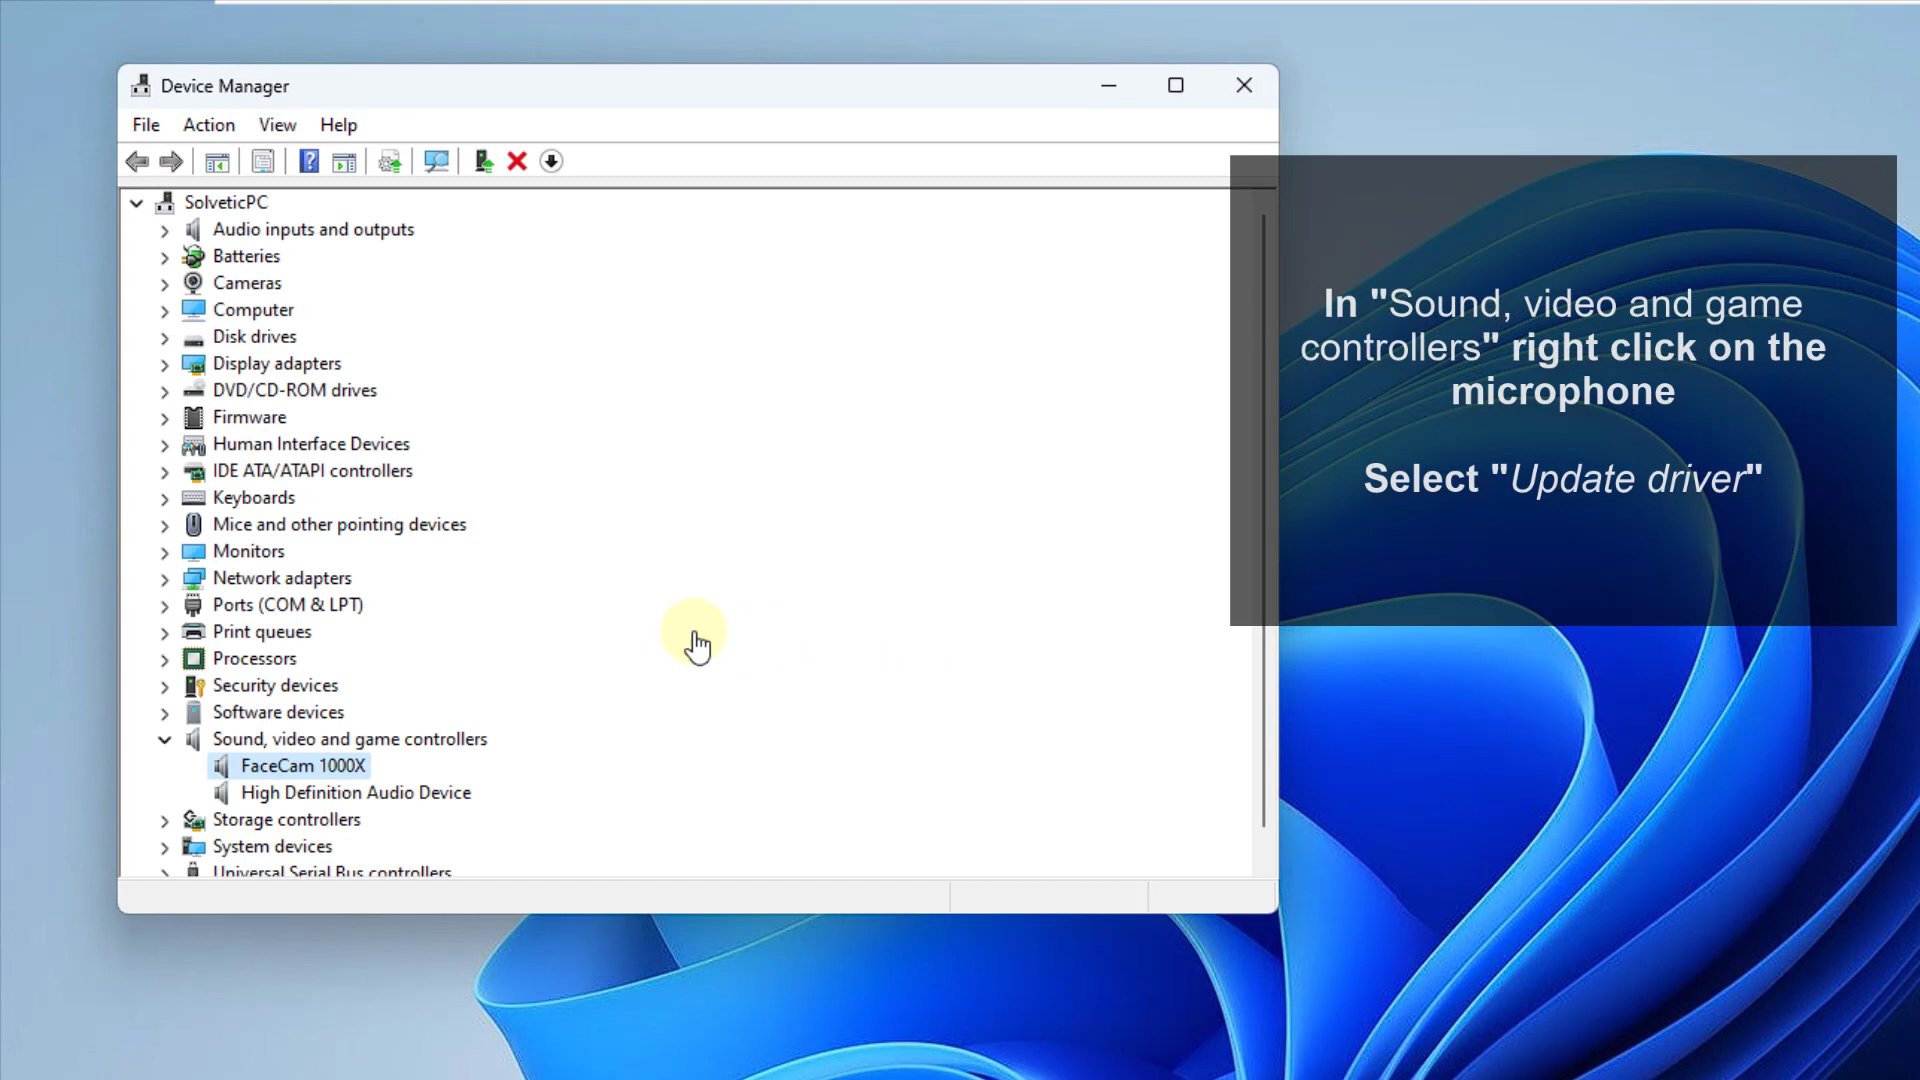 Device Manager
File Action View Help
SolveticPC
Audio inputs and outputs
Batteries
Cameras
Computer
Disk drives
Display adapters
DVD/CD-ROM drives
Firmware
Human Interface Devices
IDE ATA/ATAPI controllers
Keyboards
Mice and other pointing devices
Monitors
Network adapters
Ports (COM & LPT)
Print queues
Processors
Security devices
Software devices
Sound, video and game controllers
FaceCam 1000X
High Definition Audio Device
Storage controllers
System devices
Universal Serial Bus controllers
In "Sound, video and game
controllers" right click on the
microphone
Select "Update driver"